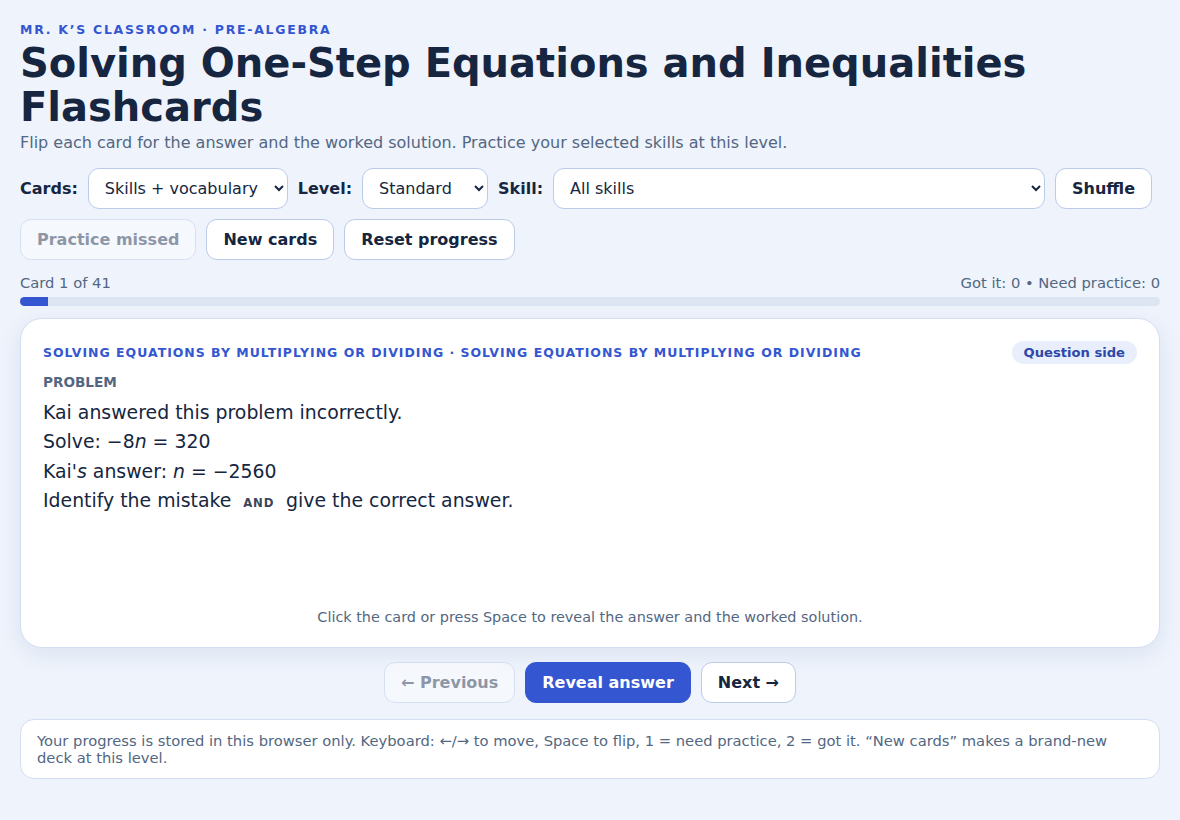 MR. K’S CLASSROOM · PRE-ALGEBRA
Solving One-Step Equations and Inequalities
Flashcards
Flip each card for the answer and the worked solution. Practice your selected skills at this level.
Cards: Skills + vocabulary Level: Standard Skill: All skills Shuffle
Practice missed New cards Reset progress
Card 1 of 41 Got it: 0 • Need practice: 0
SOLVING EQUATIONS BY MULTIPLYING OR DIVIDING · SOLVING EQUATIONS BY MULTIPLYING OR DIVIDING Question side
PROBLEM
Kai answered this problem incorrectly.
Solve: −8n = 320
Kai's answer: n = −2560
Identify the mistake AND give the correct answer.
Click the card or press Space to reveal the answer and the worked solution.
← Previous Reveal answer Next →
Your progress is stored in this browser only. Keyboard: ←/→ to move, Space to flip, 1 = need practice, 2 = got it. “New cards” makes a brand-new
deck at this level.